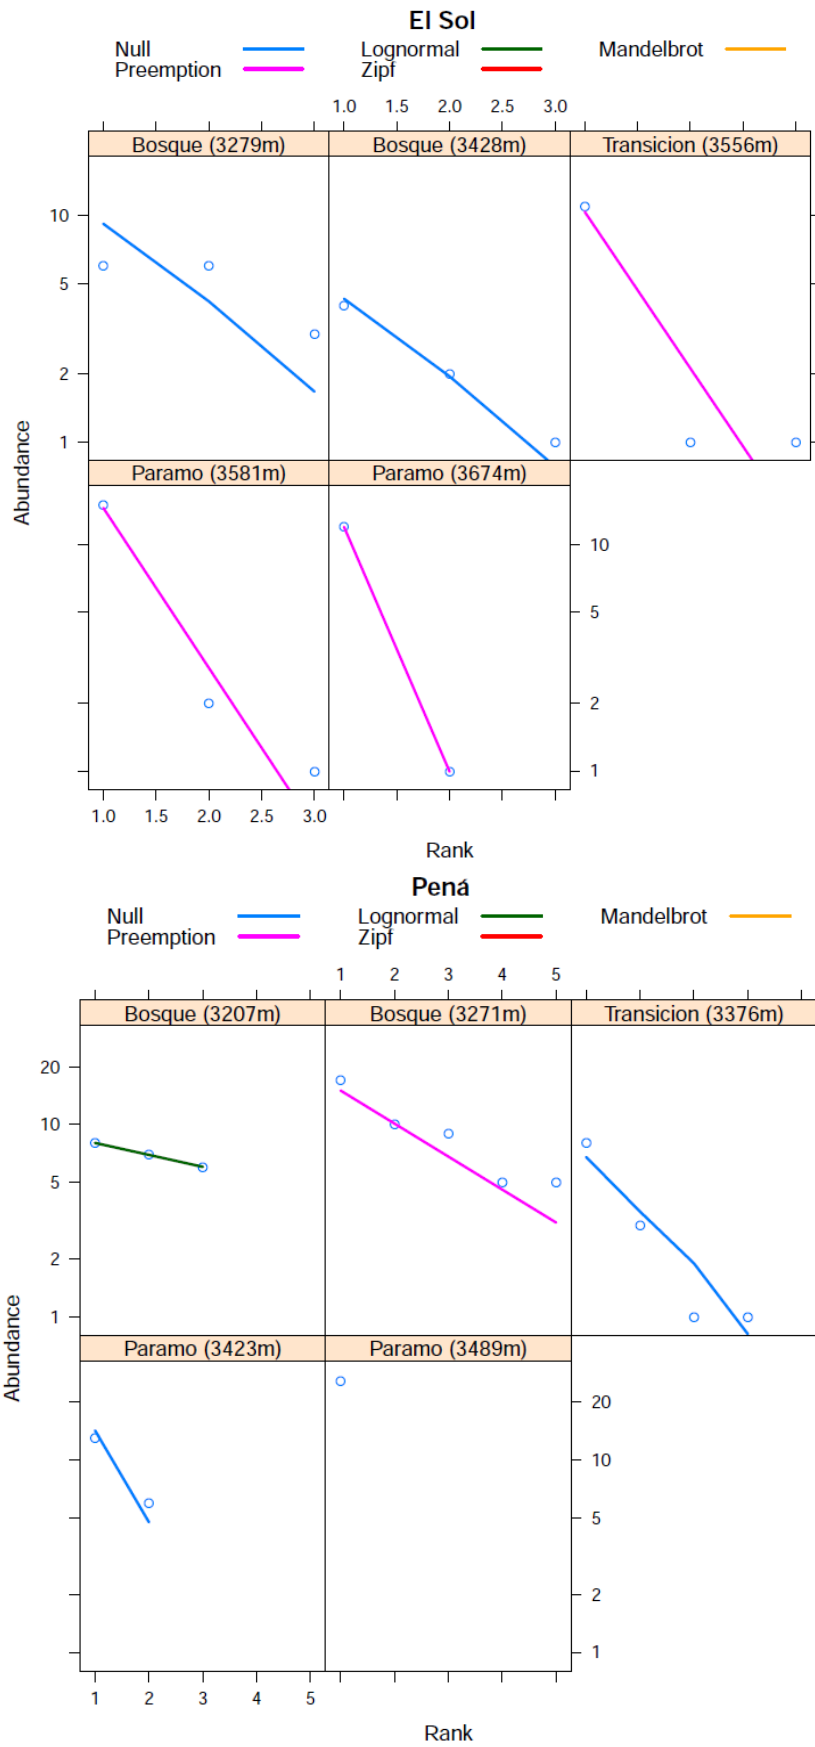 El Sol
Null Lognormal Mandelbrot
Preemption Zipf
1.0 1.5 2.0 2.5 3.0
Bosque (3279m) Bosque (3428m) Transicion (3556m)
10
5
2
1
Abundance
Paramo (3581m) Paramo (3674m)
10
5
2
1
1.0 1.5 2.0 2.5 3.0
Rank
Pená
Null Lognormal Mandelbrot
Preemption Zipf
1 2 3 4 5
Bosque (3207m) Bosque (3271m) Transicion (3376m)
20
10
5
2
1
Abundance
Paramo (3423m) Paramo (3489m)
20
10
5
2
1
1 2 3 4 5
Rank